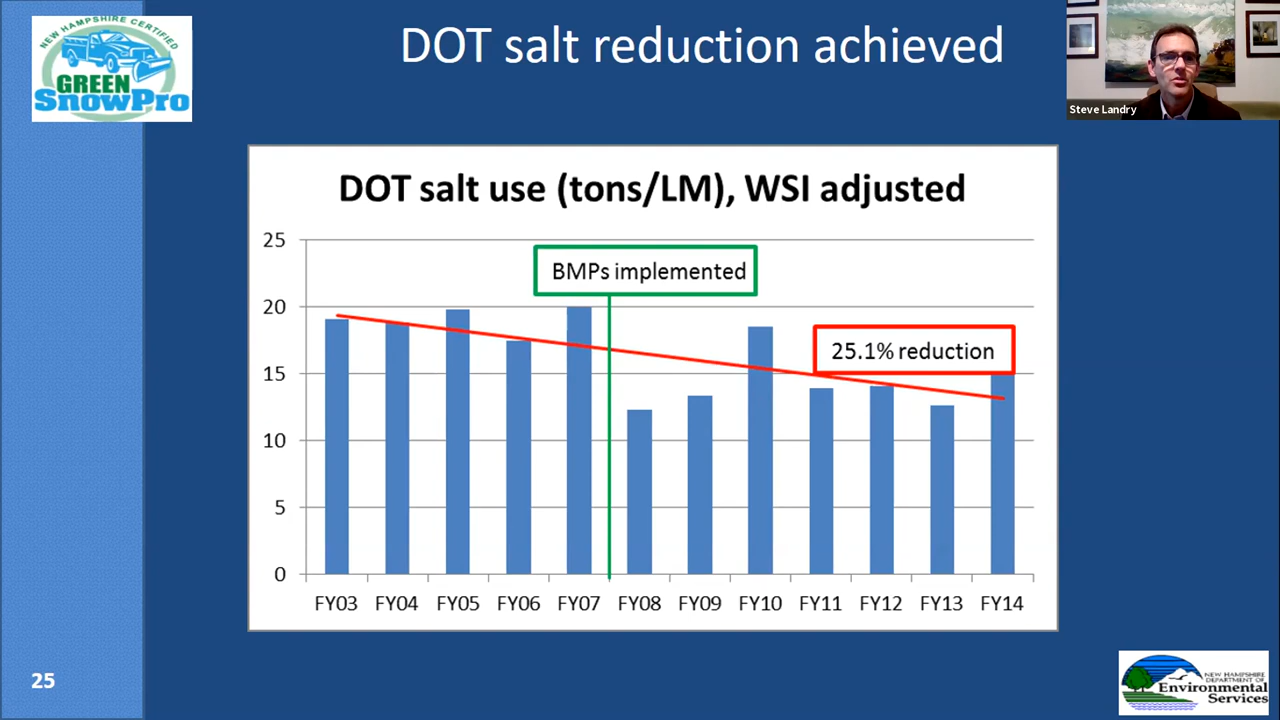 NEW HAMPSHIRE CERTIFIED
GREEN
SnowPro
DOT salt reduction achieved
Steve Landry
DOT salt use (tons/LM), WSI adjusted
25
20
15
10
5
0
BMPs implemented
25.1% reduction
FY03 FY04 FY05 FY06 FY07 FY08 FY09 FY10 FY11 FY12 FY13 FY14
25
NEW HAMPSHIRE
DEPARTMENT OF
Environmental
Services